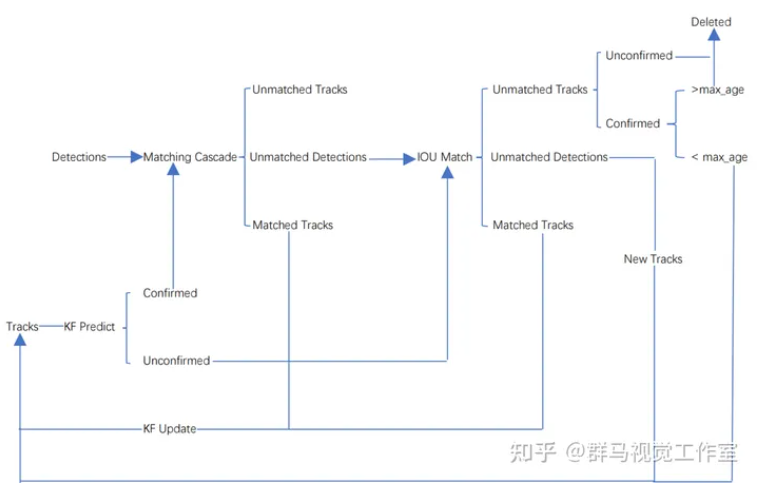 Deleted
Unconfirmed
Unmatched Tracks
Unmatched Tracks
>max_age
Confirmed
Detections
Matching Cascade
Unmatched Detections
IOU Match
Unmatched Detections
< max_age
Matched Tracks
Matched Tracks
New Tracks
Confirmed
Tracks
KF Predict
Unconfirmed
KF Update
知乎 @群马视觉工作室